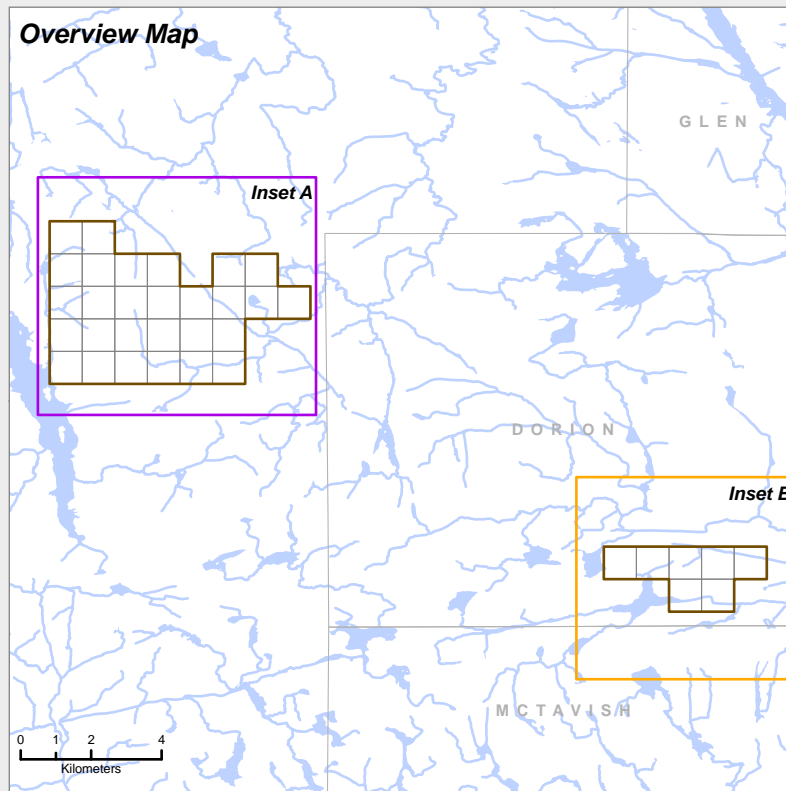 Overview Map
GLEN
Inset A
DORION
Inset
MCTAVISH
0 1 2 4
Kilometers